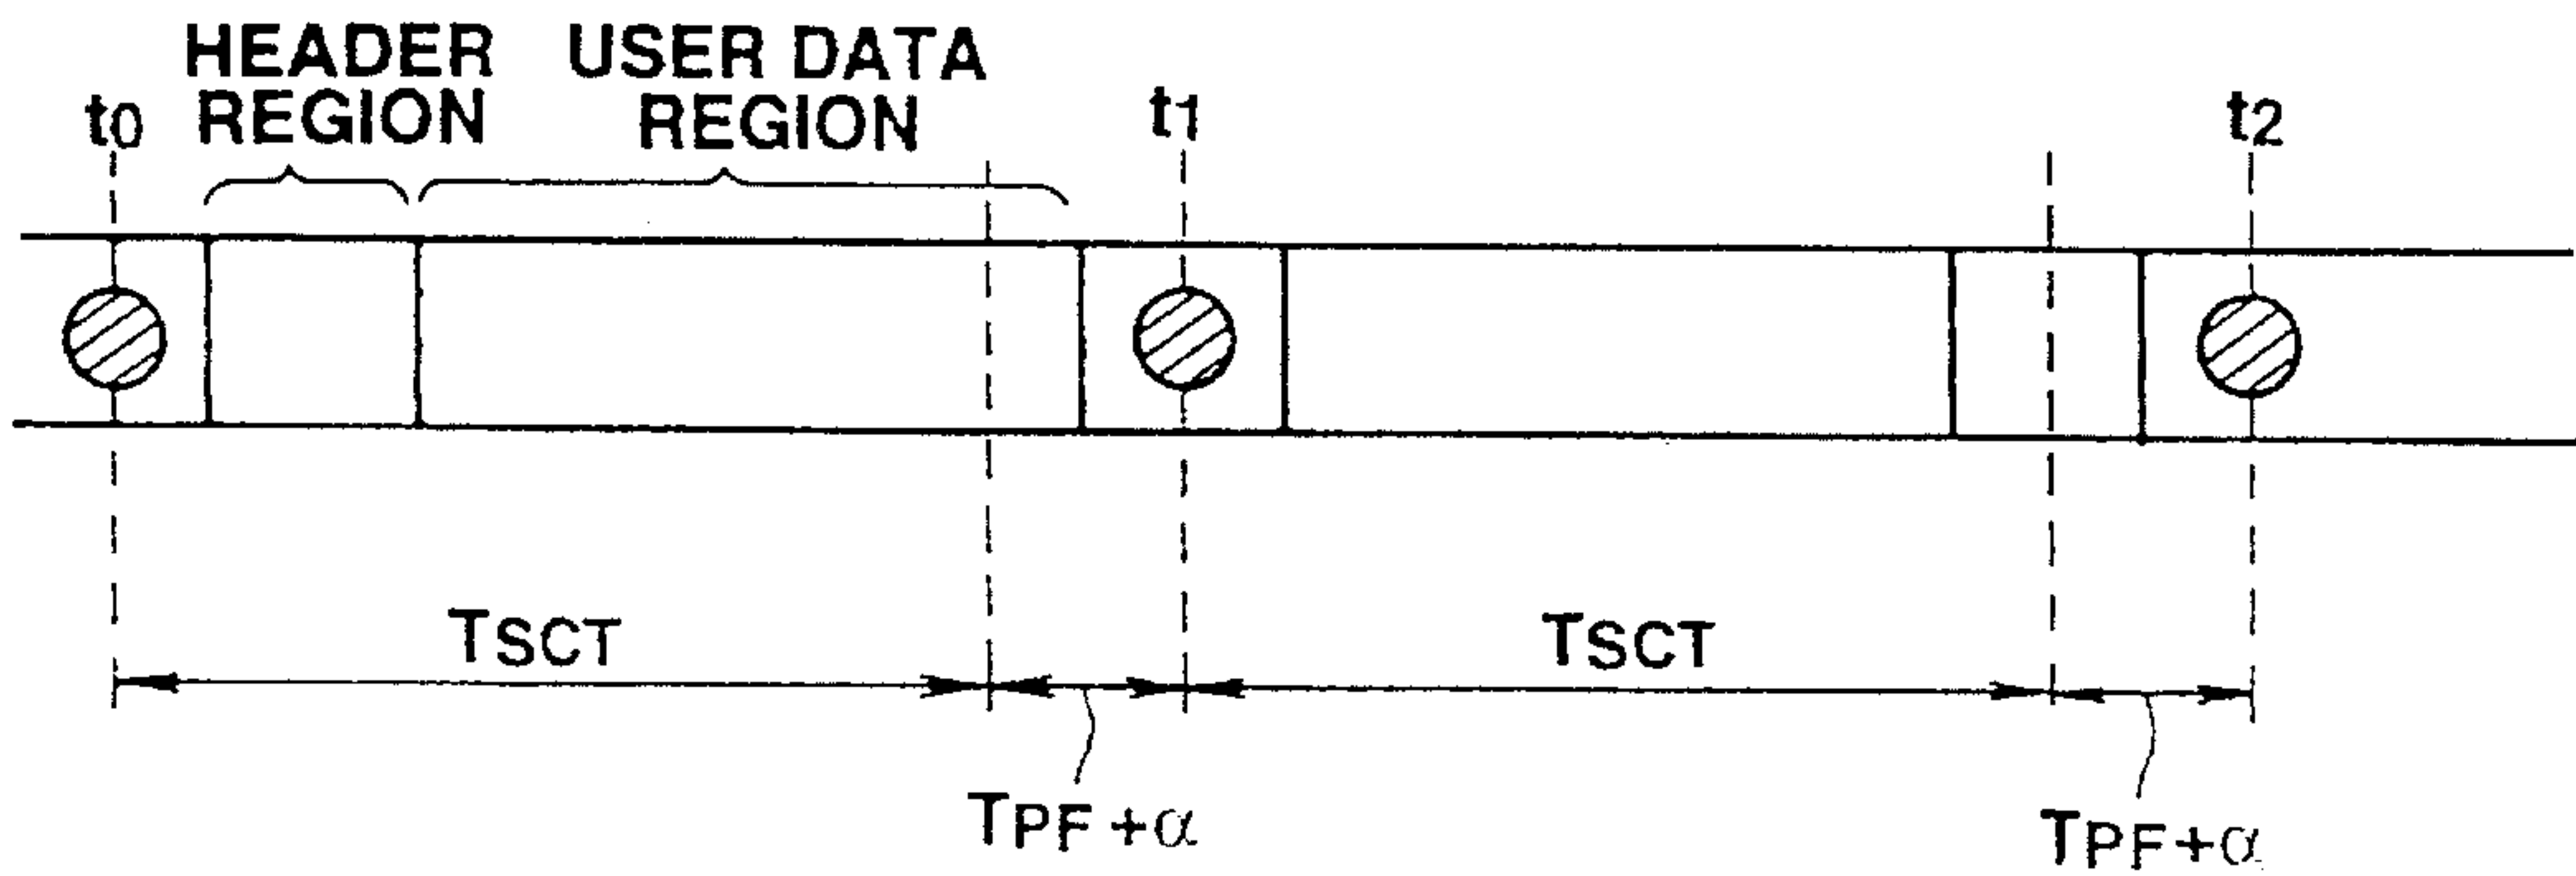 HEADER
REGION
USER DATA
REGION
t0
t1
t2
TSCT
TSCT
TPF+α
TPF+α